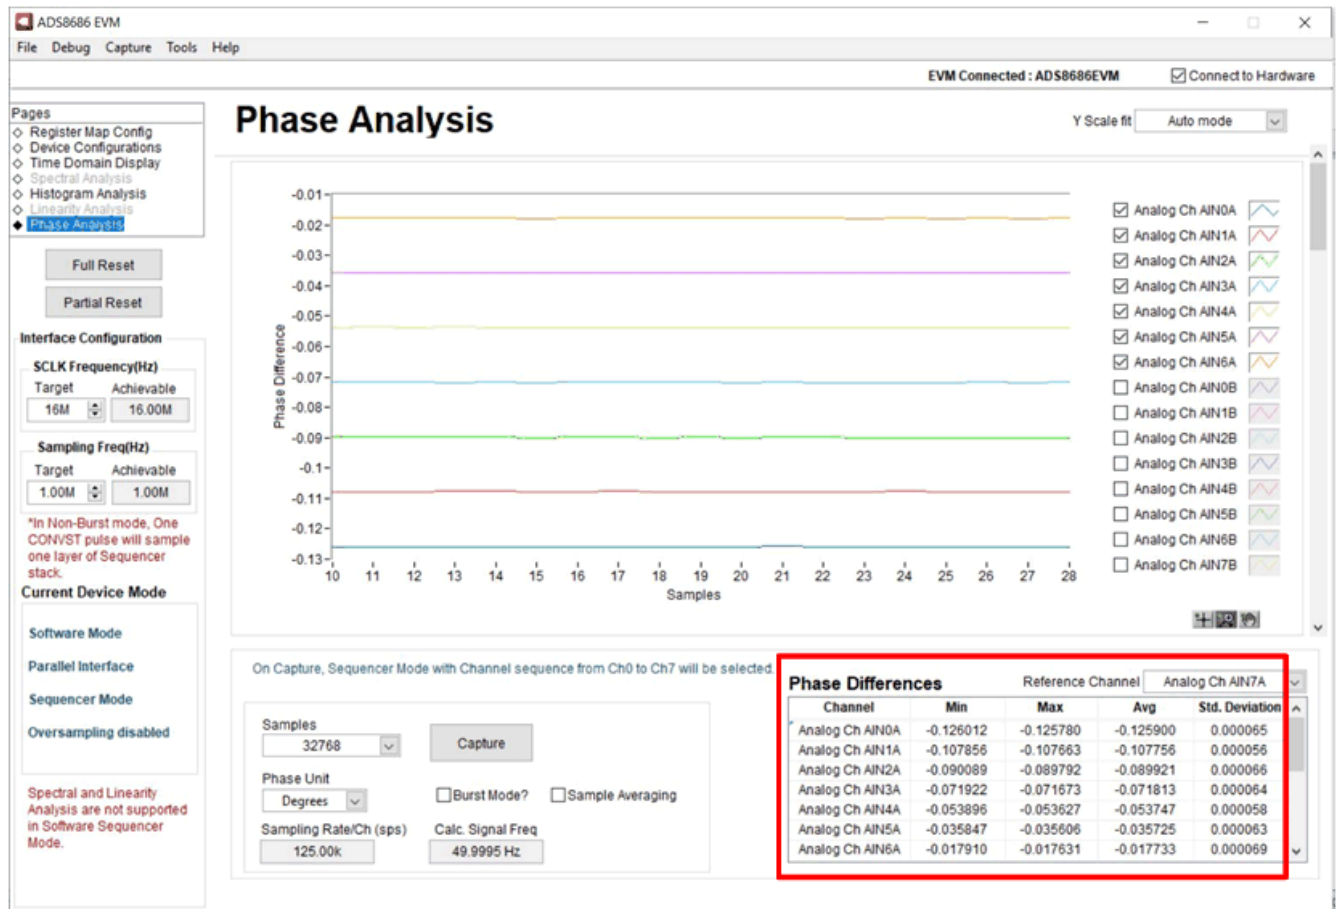 ADS8686 EVM
File Debug Capture Tools Help
EVM Connected : ADS8686EVM Connect to Hardware
Pages
Register Map Config
Device Configurations
Time Domain Display
Spectral Analysis
Histogram Analysis
Linearity Analysis
Phase Analysis
Full Reset
Partial Reset
Interface Configuration
SCLK Frequency(Hz)
Target Achievable
16M 16.00M
Sampling Freq(Hz)
Target Achievable
1.00M 1.00M
*In Non-Burst mode, One
CONVST pulse will sample
one layer of Sequencer
stack.
Current Device Mode
Software Mode
Parallel Interface
Sequencer Mode
Oversampling disabled
Spectral and Linearity
Analysis are not supported
in Software Sequencer
Mode.
Phase Analysis
Y Scale fit Auto mode
Phase Difference
-0.01
-0.02
-0.03
-0.04
-0.05
-0.06
-0.07
-0.08
-0.09
-0.1
-0.11
-0.12
-0.13
10 11 12 13 14 15 16 17 18 19 20 21 22 23 24 25 26 27 28
Samples
Analog Ch AIN0A
Analog Ch AIN1A
Analog Ch AIN2A
Analog Ch AIN3A
Analog Ch AIN4A
Analog Ch AIN5A
Analog Ch AIN6A
Analog Ch AIN0B
Analog Ch AIN1B
Analog Ch AIN2B
Analog Ch AIN3B
Analog Ch AIN4B
Analog Ch AIN5B
Analog Ch AIN6B
Analog Ch AIN7B
On Capture, Sequencer Mode with Channel sequence from Ch0 to Ch7 will be selected.
Samples
32768
Capture
Phase Unit
Degrees
Burst Mode? Sample Averaging
Sampling Rate/Ch (sps) Calc. Signal Freq
125.00k 49.9995 Hz
Phase Differences Reference Channel Analog Ch AIN7A
Channel Min Max Avg Std. Deviation
Analog Ch AIN0A -0.126012 -0.125780 -0.125900 0.000065
Analog Ch AIN1A -0.107856 -0.107663 -0.107756 0.000056
Analog Ch AIN2A -0.090089 -0.089792 -0.089921 0.000066
Analog Ch AIN3A -0.071922 -0.071673 -0.071813 0.000064
Analog Ch AIN4A -0.053896 -0.053627 -0.053747 0.000058
Analog Ch AIN5A -0.035847 -0.035606 -0.035725 0.000063
Analog Ch AIN6A -0.017910 -0.017631 -0.017733 0.000069